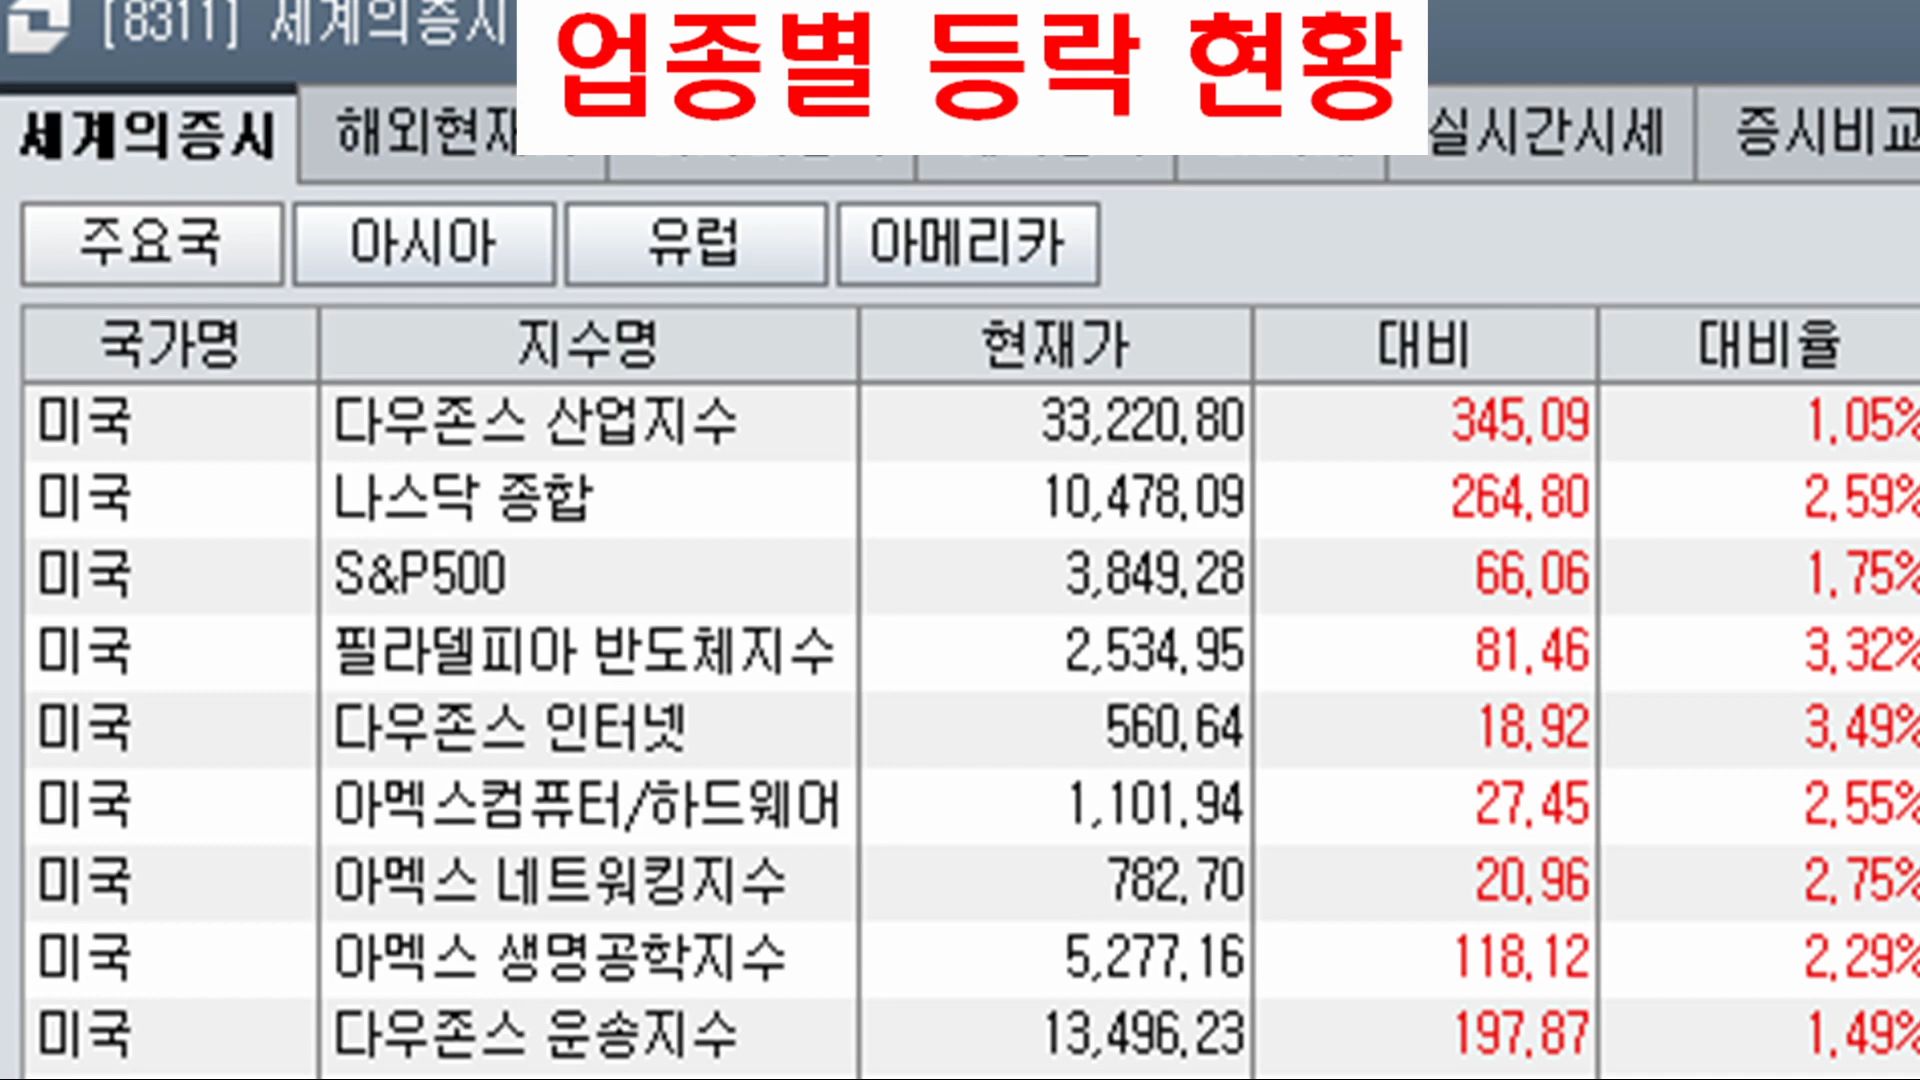 [8311] 세계의증시
업종별 등락 현황
세계의증시 해외현재 실시간시세 증시비교
주요국 아시아 유럽 아메리카
국가명 지수명 현재가 대비 대비율
미국 다우존스 산업지수 33,220.80 345.09 1.05%
미국 나스닥 종합 10,478.09 264.80 2.59%
미국 S&P500 3,849.28 66.06 1.75%
미국 필라델피아 반도체지수 2,534.95 81.46 3.32%
미국 다우존스 인터넷 560.64 18.92 3.49%
미국 아멕스컴퓨터/하드웨어 1,101.94 27.45 2.55%
미국 아멕스 네트워킹지수 782.70 20.96 2.75%
미국 아멕스 생명공학지수 5,277.16 118.12 2.29%
미국 다우존스 운송지수 13,496.23 197.87 1.49%